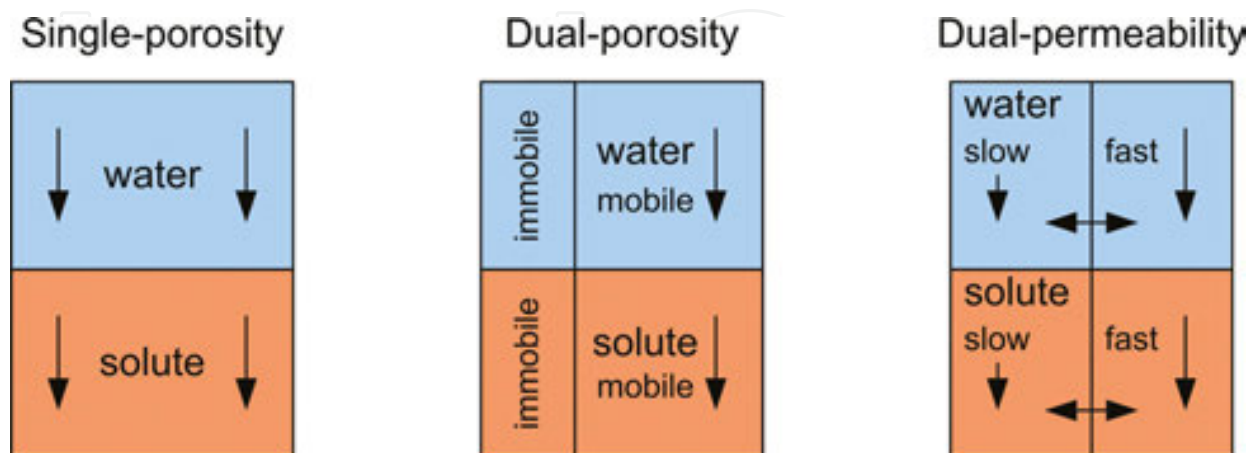 Single-porosity
water
solute
Dual-porosity
immobile
water
mobile
immobile
solute
mobile
Dual-permeability
water
slow
fast
solute
slow
fast